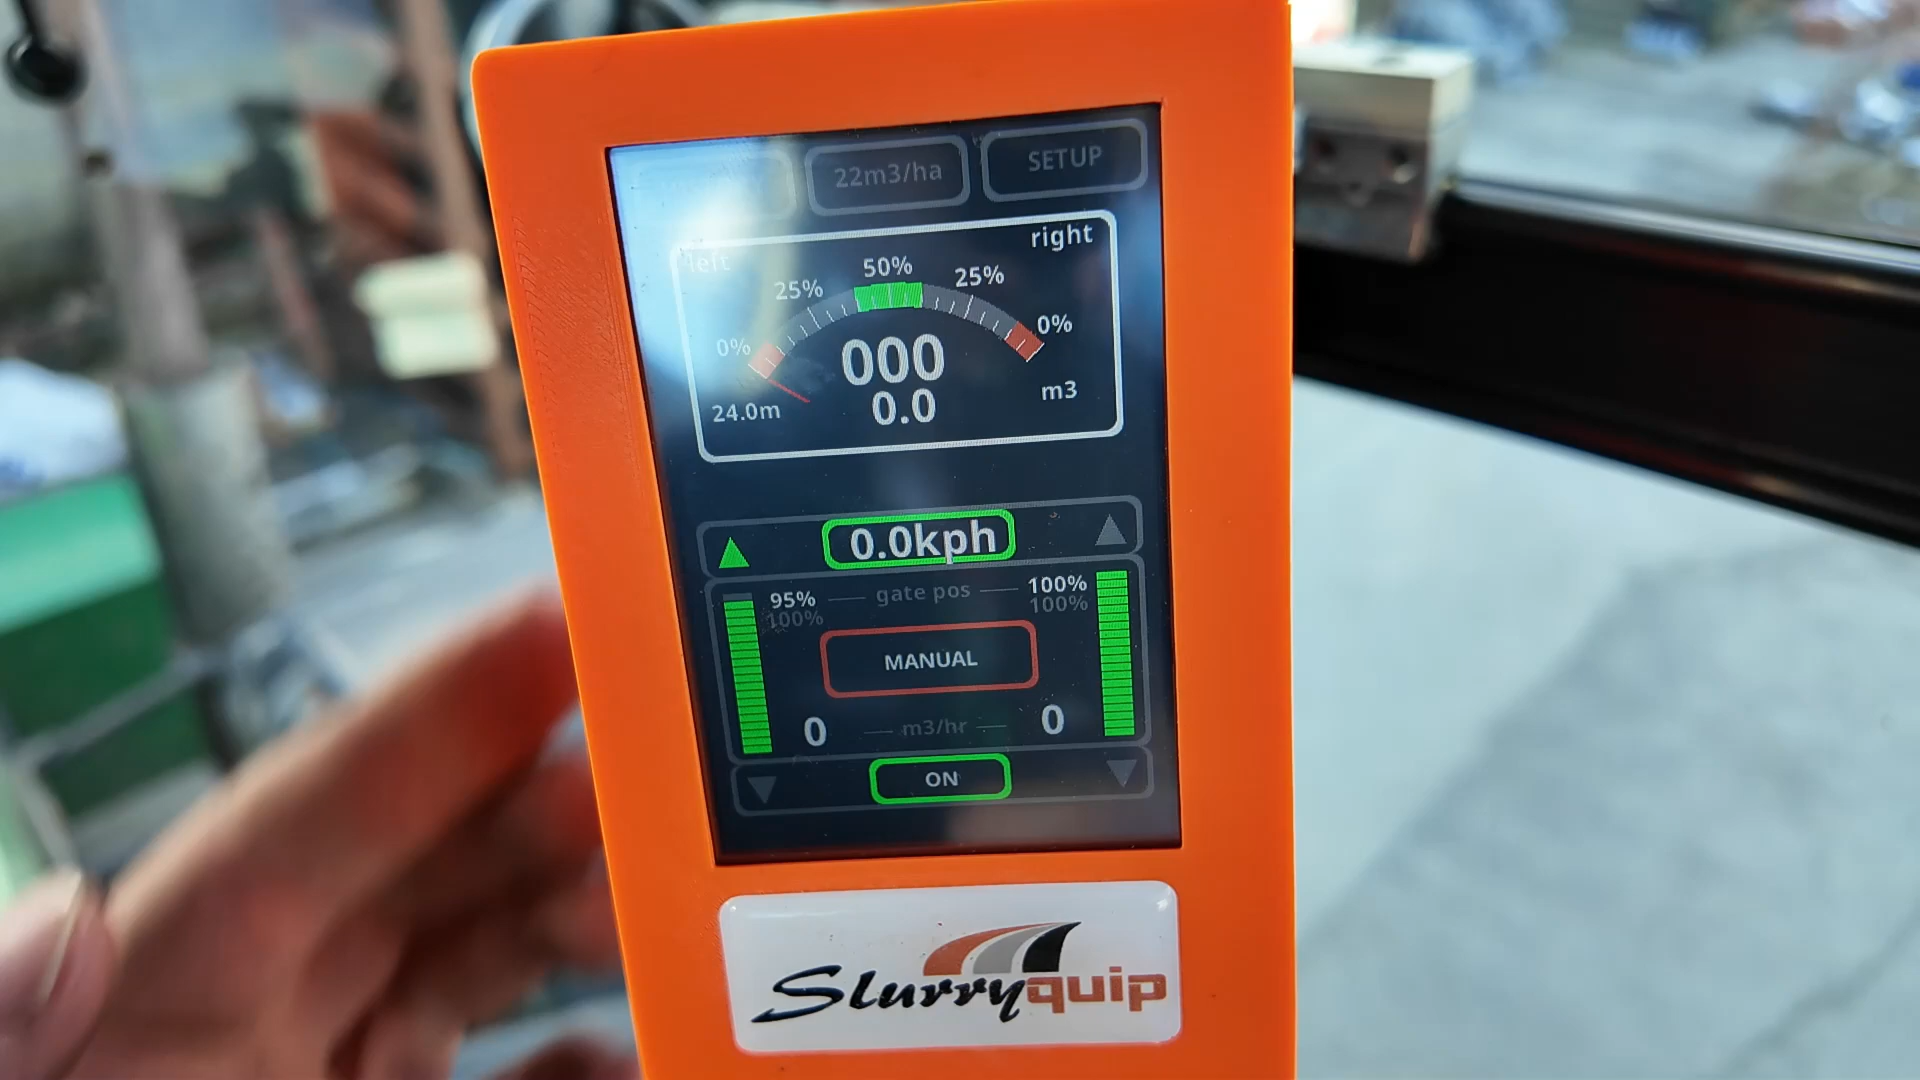 22m3/ha SETUP
left right
25% 50% 25%
0% 0%
000
24.0m 0.0 m3
0.0kph
95% gate pos 100%
100% 100%
MANUAL
0 m3/hr 0
ON
Slurryquip